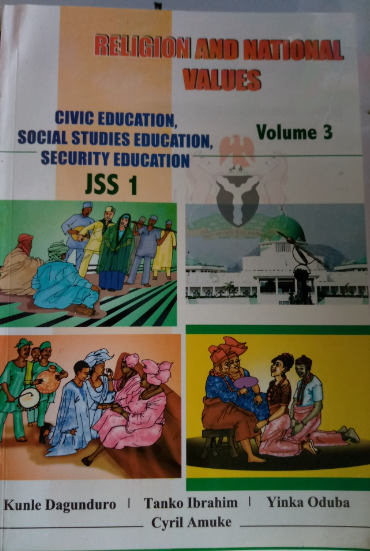 RELIGION AND NATIONAL
VALUES
CIVIC EDUCATION,
SOCIAL STUDIES EDUCATION,
SECURITY EDUCATION
Volume 3
JSS 1
Kunle Dagunduro | Tanko Ibrahim | Yinka Oduba
Cyril Amuke